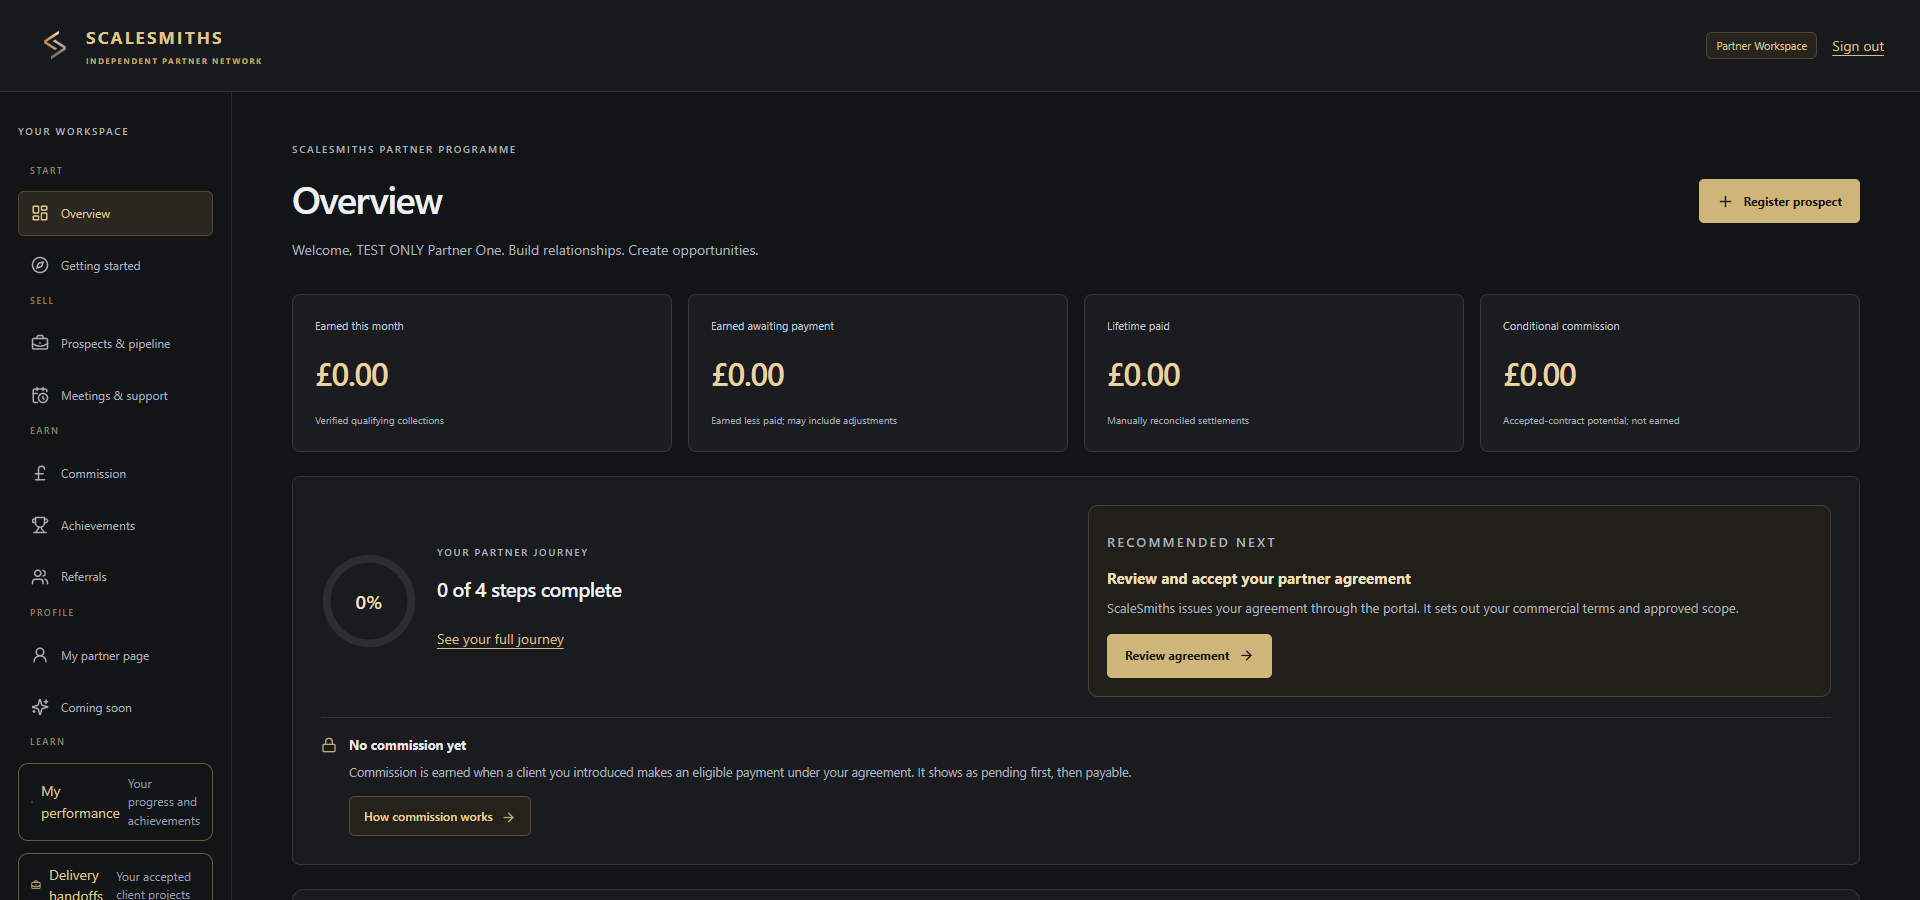 SCALESMITHS
INDEPENDENT PARTNER NETWORK
Partner Workspace
Sign out
YOUR WORKSPACE
START
Overview
Getting started
SELL
Prospects & pipeline
Meetings & support
EARN
Commission
Achievements
Referrals
PROFILE
My partner page
Coming soon
LEARN
My
performance
Your
progress and
achievements
Delivery
handoffs
Your accepted
client projects
SCALESMITHS PARTNER PROGRAMME
Overview
Register prospect
Welcome, TEST ONLY Partner One. Build relationships. Create opportunities.
Earned this month
£0.00
Verified qualifying collections
Earned awaiting payment
£0.00
Earned less paid; may include adjustments
Lifetime paid
£0.00
Manually reconciled settlements
Conditional commission
£0.00
Accepted-contract potential; not earned
0%
YOUR PARTNER JOURNEY
0 of 4 steps complete
See your full journey
RECOMMENDED NEXT
Review and accept your partner agreement
ScaleSmiths issues your agreement through the portal. It sets out your commercial terms and approved scope.
Review agreement
No commission yet
Commission is earned when a client you introduced makes an eligible payment under your agreement. It shows as pending first, then payable.
How commission works